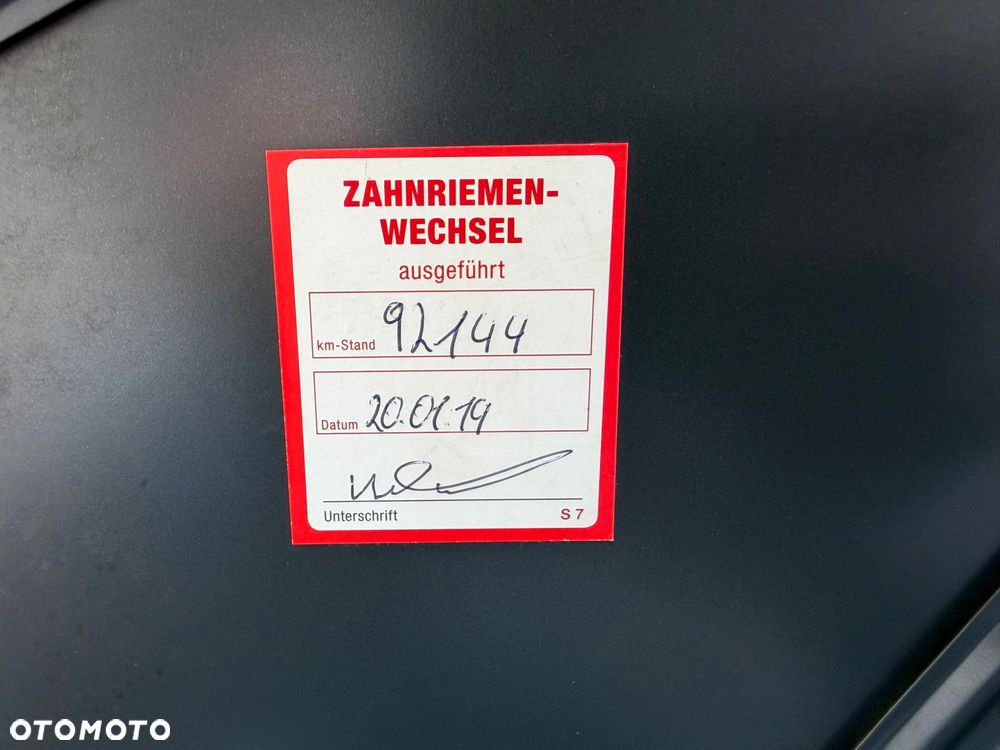 ZAHNRIEMEN-
WECHSEL
ausgeführt
km-Stand 92144
Datum 20.01.19
Unterschrift S 7
OTOMOTO